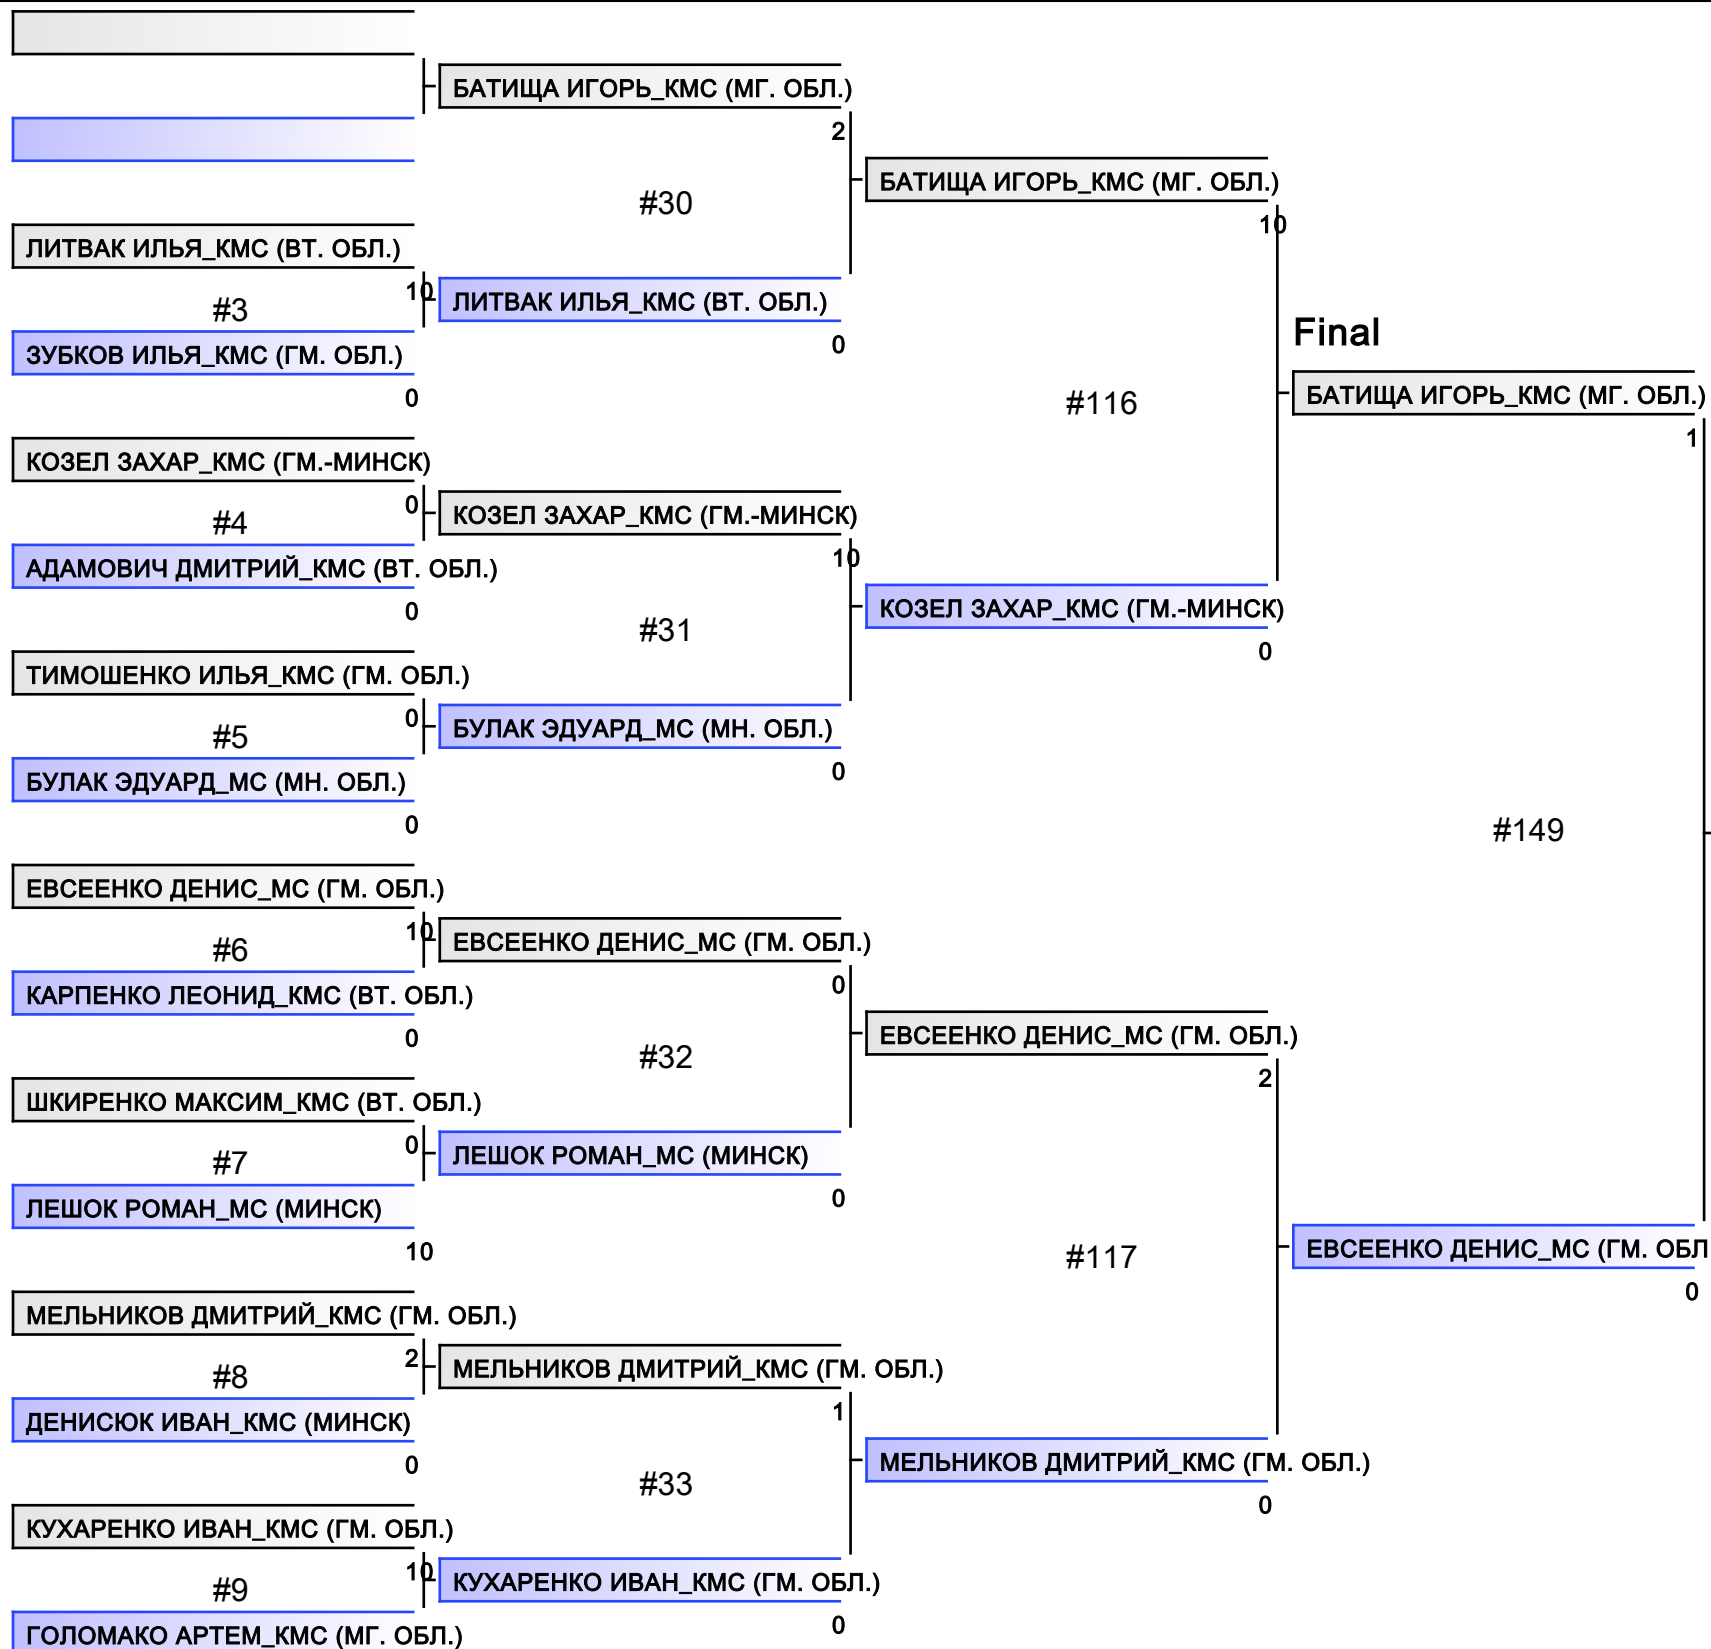 БАТИЩА ИГОРЬ_КМС (МГ. ОБЛ.)
2
БАТИЩА ИГОРЬ_КМС (МГ. ОБЛ.)
#30
10
ЛИТВАК ИЛЬЯ_КМС (ВТ. ОБЛ.)
10
#3
ЛИТВАК ИЛЬЯ_КМС (ВТ. ОБЛ.)
0
ЗУБКОВ ИЛЬЯ_КМС (ГМ. ОБЛ.)
0
Final
БАТИЩА ИГОРЬ_КМС (МГ. ОБЛ.)
1
#116
КОЗЕЛ ЗАХАР_КМС (ГМ.-МИНСК)
0
#4
КОЗЕЛ ЗАХАР_КМС (ГМ.-МИНСК)
10
АДАМОВИЧ ДМИТРИЙ_КМС (ВТ. ОБЛ.)
0
#31
КОЗЕЛ ЗАХАР_КМС (ГМ.-МИНСК)
0
ТИМОШЕНКО ИЛЬЯ_КМС (ГМ. ОБЛ.)
0
#5
БУЛАК ЭДУАРД_МС (МН. ОБЛ.)
0
БУЛАК ЭДУАРД_МС (МН. ОБЛ.)
0
#149
ЕВСЕЕНКО ДЕНИС_МС (ГМ. ОБЛ.)
10
#6
ЕВСЕЕНКО ДЕНИС_МС (ГМ. ОБЛ.)
0
КАРПЕНКО ЛЕОНИД_КМС (ВТ. ОБЛ.)
0
#32
ЕВСЕЕНКО ДЕНИС_МС (ГМ. ОБЛ.)
2
ШКИРЕНКО МАКСИМ_КМС (ВТ. ОБЛ.)
0
#7
ЛЕШОК РОМАН_МС (МИНСК)
0
ЛЕШОК РОМАН_МС (МИНСК)
10
#117
ЕВСЕЕНКО ДЕНИС_МС (ГМ. ОБЛ
0
МЕЛЬНИКОВ ДМИТРИЙ_КМС (ГМ. ОБЛ.)
2
#8
МЕЛЬНИКОВ ДМИТРИЙ_КМС (ГМ. ОБЛ.)
1
ДЕНИСЮК ИВАН_КМС (МИНСК)
0
#33
МЕЛЬНИКОВ ДМИТРИЙ_КМС (ГМ. ОБЛ.)
0
КУХАРЕНКО ИВАН_КМС (ГМ. ОБЛ.)
10
#9
КУХАРЕНКО ИВАН_КМС (ГМ. ОБЛ.)
0
ГОЛОМАКО АРТЕМ_КМС (МГ. ОБЛ.)